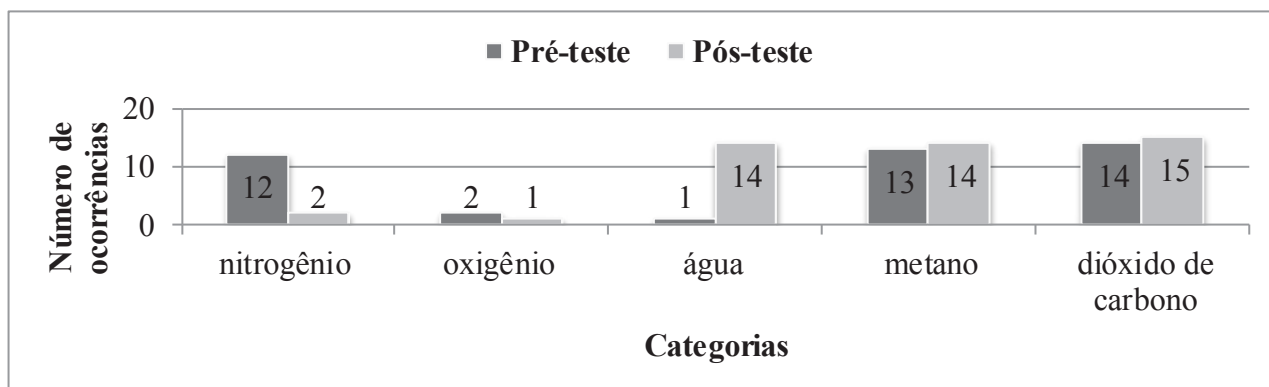 Pré-teste Pós-teste
Número de
ocorrências
20
10
0
12 2 2 1 1 14 13 14 14 15
nitrogênio oxigênio água metano dióxido de
carbono
Categorias